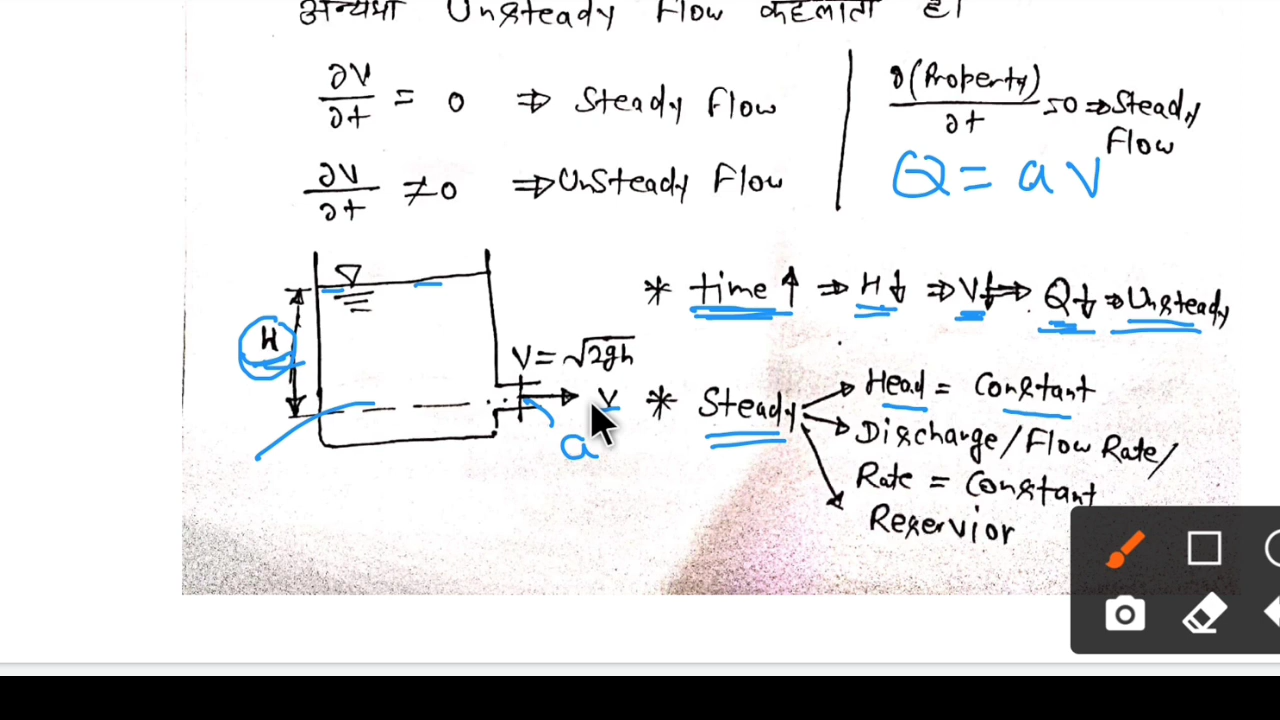 अन्यथा Unsteady Flow कहलाता है।
∂V/∂t = 0 ⇒ Steady Flow
∂(Property)/∂t = 0 ⇒ Steady Flow
∂V/∂t ≠ 0 ⇒ UnSteady Flow
Q = a V
* time ↑ ⇒ H↓ ⇒ V↓ ⇒ Q↓ ⇒ Unsteady
H
V = √2gh
V
a
* Steady
Head = Constant
Discharge/Flow Rate/
Rate = Constant
Reservior